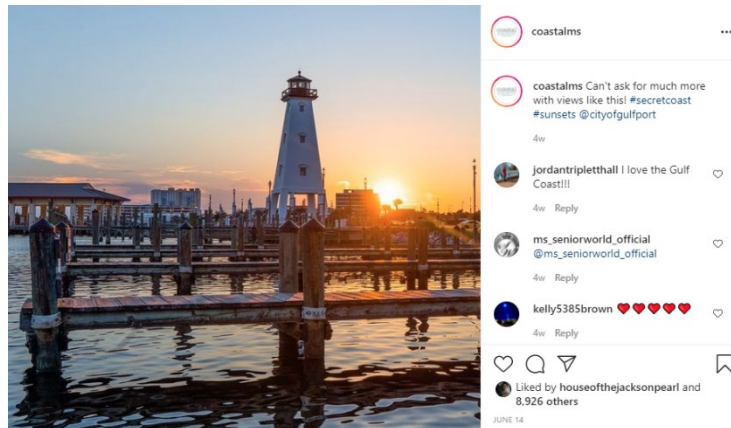 coastalms
coastalms Can't ask for much more
with views like this! #secretcoast
#sunsets @cityofgulfport
4w
jordantripletthall I love the Gulf
Coast!!!
4w Reply
ms_seniorworld_official
@ms_seniorworld_official
4w Reply
kelly5385brown ❤️❤️❤️❤️❤️
4w Reply
Liked by houseofthejacksonpearl and
8,926 others
JUNE 14